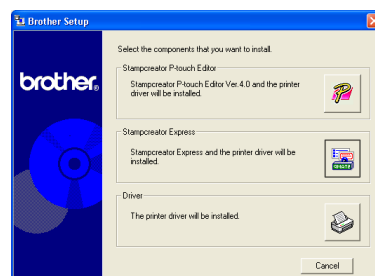 Brother Setup
Select the components that you want to install.
brother®
Stampcreator P-touch Editor
Stampcreator P-touch Editor Ver.4.0 and the printer
driver will be installed.
Stampcreator Express
Stampcreator Express and the printer driver will be
installed.
Driver
The printer driver will be installed.
Cancel